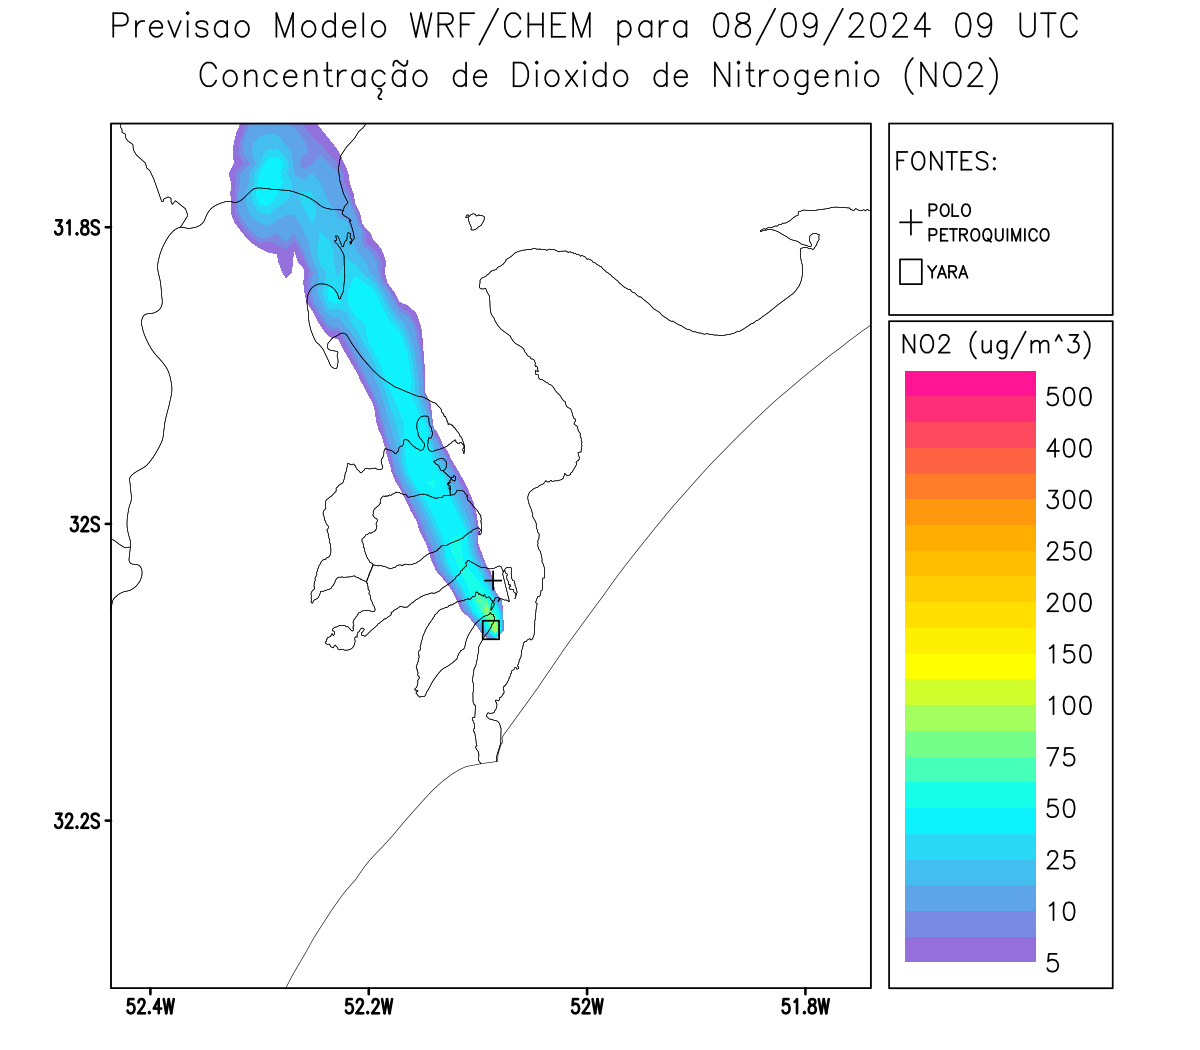 Previsao Modelo WRF/CHEM para 08/09/2024 09 UTC
Concentração de Dioxido de Nitrogenio (NO2)
FONTES:
POLO
PETROQUIMICO
YARA
NO2 (ug/m^3)
500
400
300
250
200
150
100
75
50
25
10
5
31.8S
32S
32.2S
52.4W
52.2W
52W
51.8W